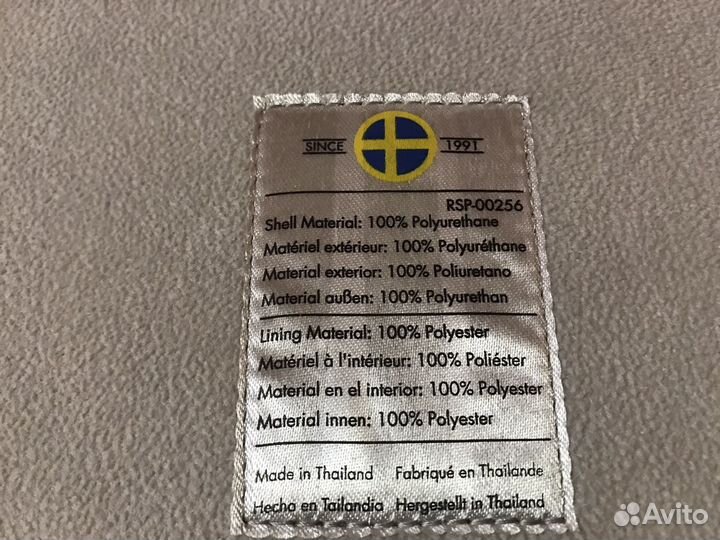 SINCE 1991
RSP-00256
Shell Material: 100% Polyurethane
Matériel extérieur: 100% Polyuréthane
Material exterior: 100% Poliuretano
Material außen: 100% Polyurethan
Lining Material: 100% Polyester
Matériel à l'intérieur: 100% Poliéster
Material en el interior: 100% Polyester
Material innen: 100% Polyester
Made in Thailand Fabriqué en Thailande
Hecha en Tailandia Hergestellt in Thailand
Avito